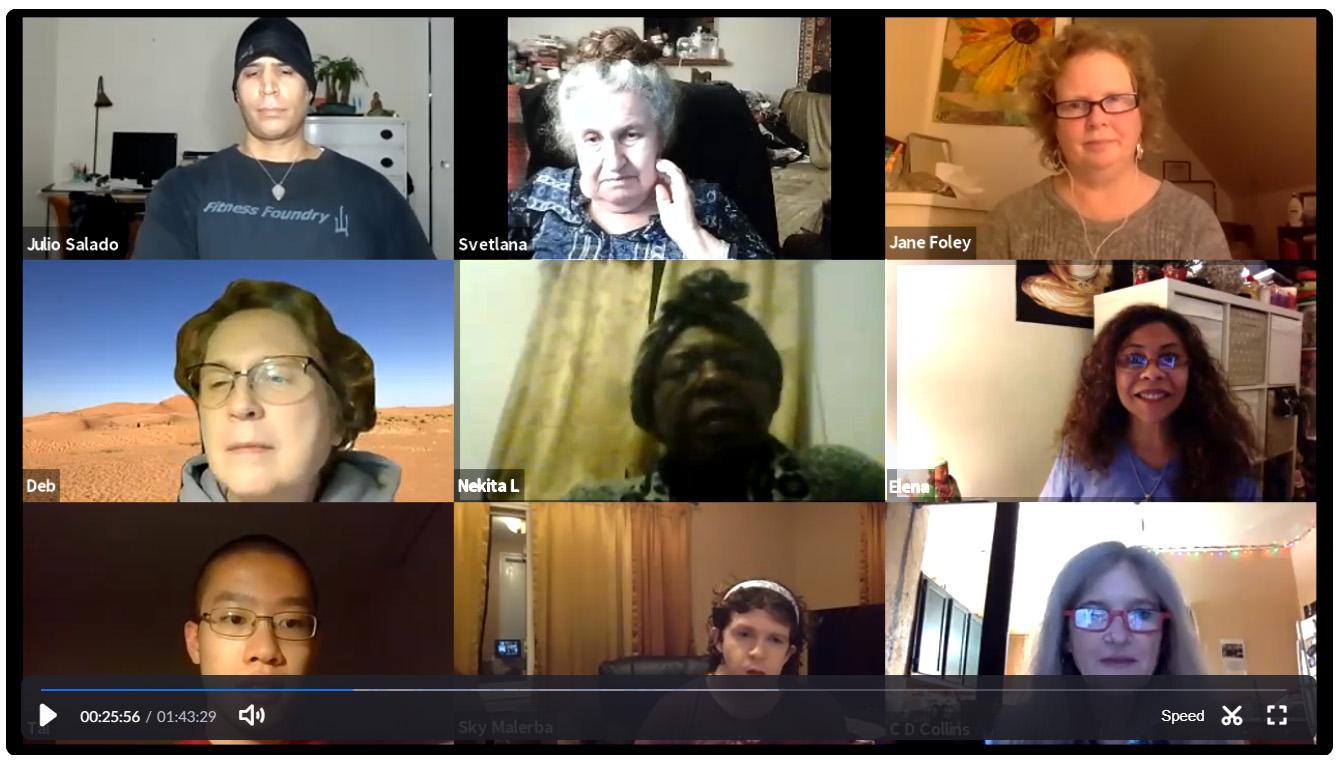 Fitness Foundry
Julio Salado
Svetlana
Jane Foley
Deb
Nekita L
Elena
00:25:56 / 01:43:29
Speed
Tai
Sky Malerba
C D Collins